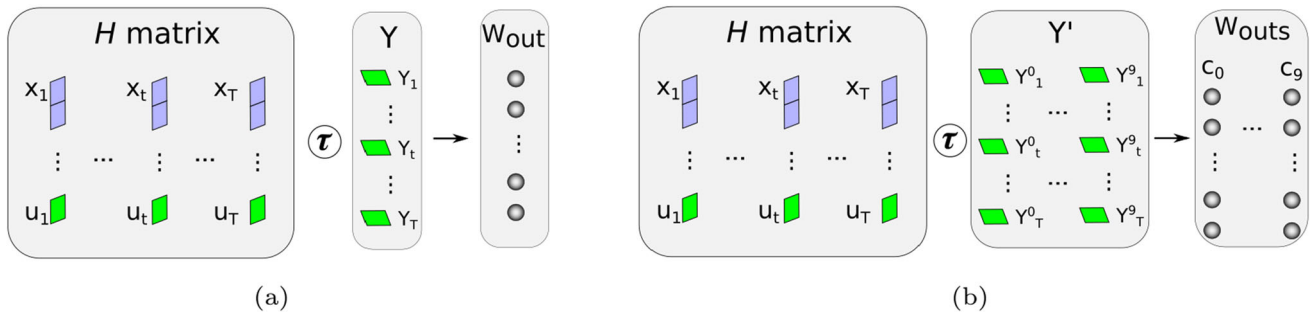 H matrix
Y
Wout
x1
xt
xT
Y1
⋮
⋮
...
...
⋮
τ
Yt
⋮
u1
ut
uT
YT
(a)
H matrix
Y'
Wouts
x1
xt
xT
Y⁰1
Y⁹1
c0
c9
⋮
...
⋮
...
⋮
τ
Y⁰t
Y⁹t
...
u1
ut
uT
Y⁰T
Y⁹T
(b)